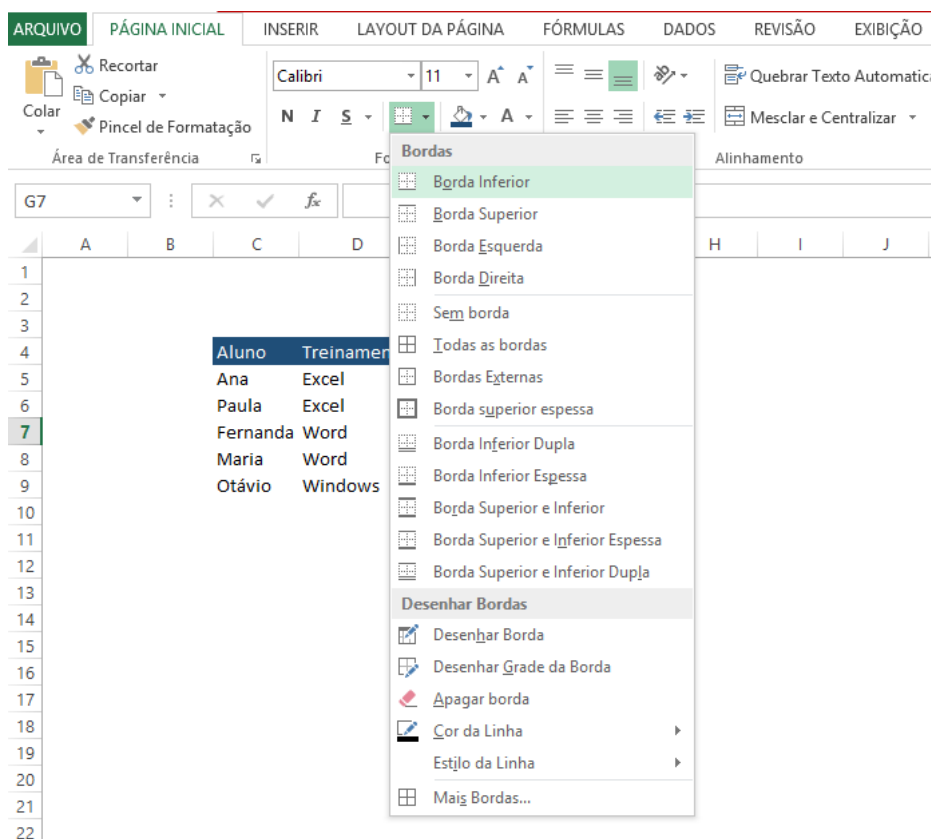 ARQUIVO PÁGINA INICIAL INSERIR LAYOUT DA PÁGINA FÓRMULAS DADOS REVISÃO EXIBIÇÃO
Recortar
Copiar
Pincel de Formatação
Colar
Área de Transferência
Calibri 11 A A
N I S A
Quebrar Texto Automatica
Mesclar e Centralizar
Alinhamento
G7 fx
A B C D H I J
1
2
3
4 Aluno Treinamen
5 Ana Excel
6 Paula Excel
7 Fernanda Word
8 Maria Word
9 Otávio Windows
10
11
12
13
14
15
16
17
18
19
20
21
22
Bordas
Borda Inferior
Borda Superior
Borda Esquerda
Borda Direita
Sem borda
Todas as bordas
Bordas Externas
Borda superior espessa
Borda Inferior Dupla
Borda Inferior Espessa
Borda Superior e Inferior
Borda Superior e Inferior Espessa
Borda Superior e Inferior Dupla
Desenhar Bordas
Desenhar Borda
Desenhar Grade da Borda
Apagar borda
Cor da Linha
Estilo da Linha
Mais Bordas...